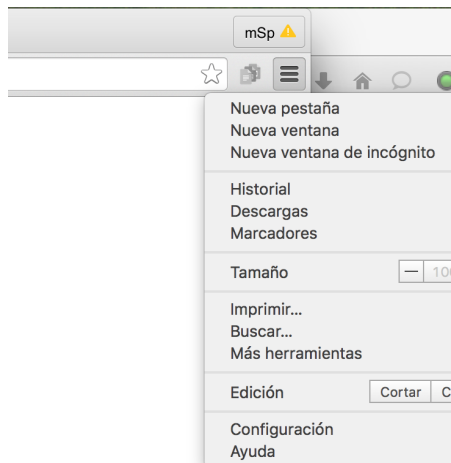 mSp
Nueva pestaña
Nueva ventana
Nueva ventana de incógnito
Historial
Descargas
Marcadores
Tamaño — 100
Imprimir...
Buscar...
Más herramientas
Edición Cortar C
Configuración
Ayuda